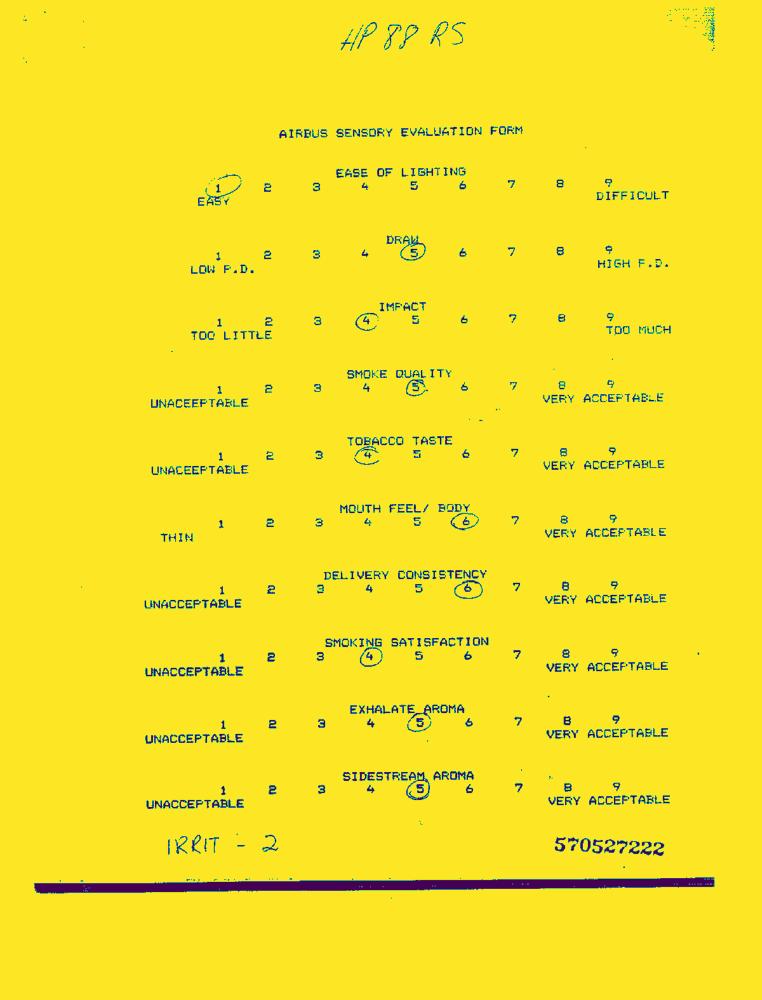 HP 88 RS
AIRBUS SENSORY EVALUATION FORM
EASE OF LIGHTING
1 2 3 4 5 6 7 8 9
EASY DIFFICULT
DRAW
1 2 3 4 5 6 7 8 9
LOW P.D. HIGH P.D.
IMPACT
1 2 3 4 5 6 7 8 9
TOO LITTLE TOO MUCH
SMOKE QUALITY
1 2 3 4 5 6 7 8 9
UNACEEPTABLE VERY ACCEPTABLE
TOBACCO TASTE
1 2 3 4 5 6 7 8 9
UNACEEPTABLE VERY ACCEPTABLE
MOUTH FEEL/ BODY
1 2 3 4 5 6 7 8 9
THIN VERY ACCEPTABLE
DELIVERY CONSISTENCY
1 2 3 4 5 6 7 8 9
UNACCEPTABLE VERY ACCEPTABLE
SMOKING SATISFACTION
1 2 3 4 5 6 7 8 9
UNACCEPTABLE VERY ACCEPTABLE
EXHALATE AROMA
1 2 3 4 5 6 7 8 9
UNACCEPTABLE VERY ACCEPTABLE
SIDESTREAM AROMA
1 2 3 4 5 6 7 8 9
UNACCEPTABLE VERY ACCEPTABLE
IRRIT - 2
570527222